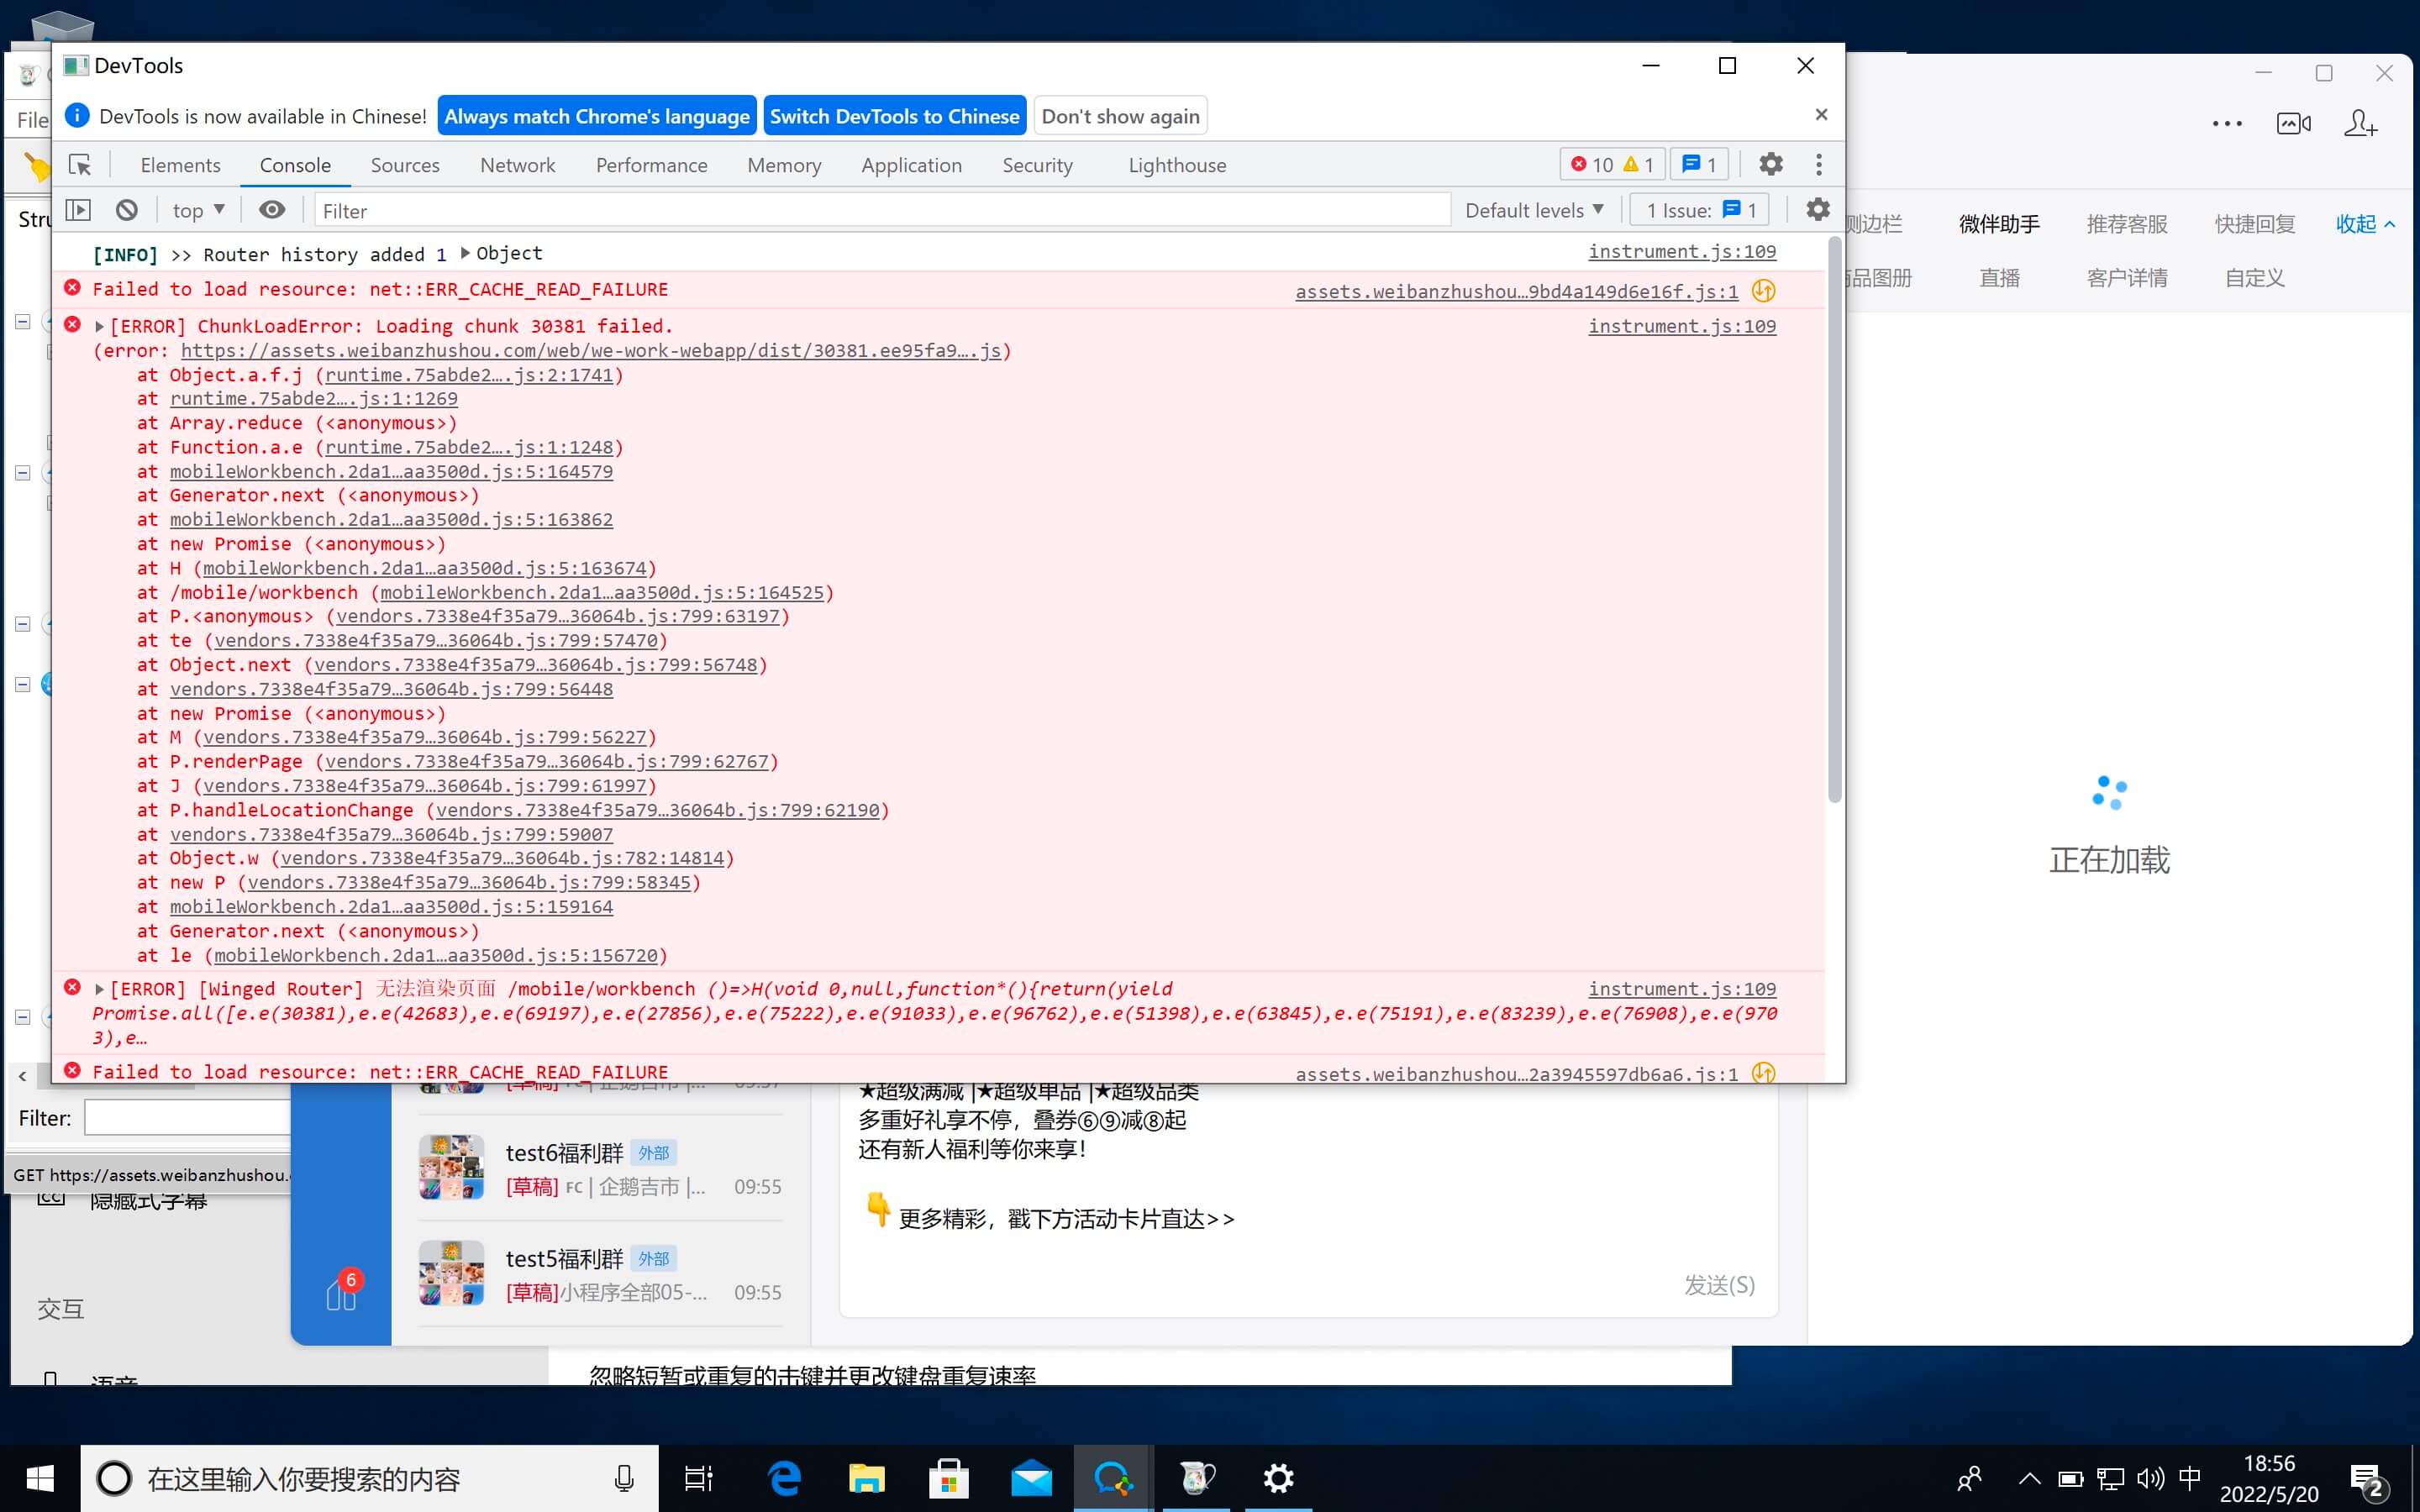 DevTools
DevTools is now available in Chinese! Always match Chrome's language Switch DevTools to Chinese Don't show again
Elements Console Sources Network Performance Memory Application Security Lighthouse 10 1 1
top Filter Default levels 1 Issue: 1
[INFO] >> Router history added 1 Object instrument.js:109
Failed to load resource: net::ERR_CACHE_READ_FAILURE assets.weibanzhushou…9bd4a149d6e16f.js:1
[ERROR] ChunkLoadError: Loading chunk 30381 failed. instrument.js:109
(error: https://assets.weibanzhushou.com/web/we-work-webapp/dist/30381.ee95fa9….js)
at Object.a.f.j (runtime.75abde2….js:2:1741)
at runtime.75abde2….js:1:1269
at Array.reduce (<anonymous>)
at Function.a.e (runtime.75abde2….js:1:1248)
at mobileWorkbench.2da1…aa3500d.js:5:164579
at Generator.next (<anonymous>)
at mobileWorkbench.2da1…aa3500d.js:5:163862
at new Promise (<anonymous>)
at H (mobileWorkbench.2da1…aa3500d.js:5:163674)
at /mobile/workbench (mobileWorkbench.2da1…aa3500d.js:5:164525)
at P.<anonymous> (vendors.7338e4f35a79…36064b.js:799:63197)
at te (vendors.7338e4f35a79…36064b.js:799:57470)
at Object.next (vendors.7338e4f35a79…36064b.js:799:56748)
at vendors.7338e4f35a79…36064b.js:799:56448
at new Promise (<anonymous>)
at M (vendors.7338e4f35a79…36064b.js:799:56227)
at P.renderPage (vendors.7338e4f35a79…36064b.js:799:62767)
at J (vendors.7338e4f35a79…36064b.js:799:61997)
at P.handleLocationChange (vendors.7338e4f35a79…36064b.js:799:62190)
at vendors.7338e4f35a79…36064b.js:799:59007
at Object.w (vendors.7338e4f35a79…36064b.js:782:14814)
at new P (vendors.7338e4f35a79…36064b.js:799:58345)
at mobileWorkbench.2da1…aa3500d.js:5:159164
at Generator.next (<anonymous>)
at le (mobileWorkbench.2da1…aa3500d.js:5:156720)
[ERROR] [Winged Router] 无法渲染页面 /mobile/workbench ()=>H(void 0,null,function*(){return(yield instrument.js:109
Promise.all([e.e(30381),e.e(42683),e.e(69197),e.e(27856),e.e(75222),e.e(91033),e.e(96762),e.e(51398),e.e(63845),e.e(75191),e.e(83239),e.e(76908),e.e(970
3),e…
Failed to load resource: net::ERR_CACHE_READ_FAILURE assets.weibanzhushou…2a3945597db6a6.js:1
File
Stru
侧边栏 微伴助手 推荐客服 快捷回复 收起
商品图册 直播 客户详情 自定义
正在加载
Filter:
GET https://assets.weibanzhushou.
隐藏式字幕
交互
语音
6
test6福利群 外部
[草稿] FC | 企鹅吉市 |... 09:55
test5福利群 外部
[草稿]小程序全部05-... 09:55
★超级满减 |★超级单品 |★超级品类
多重好礼享不停，叠券⑥⑨减⑧起
还有新人福利等你来享！
👇更多精彩，戳下方活动卡片直达>>
发送(S)
忽略短暂或重复的击键并更改键盘重复速率
在这里输入你要搜索的内容
中
18:56
2022/5/20
2